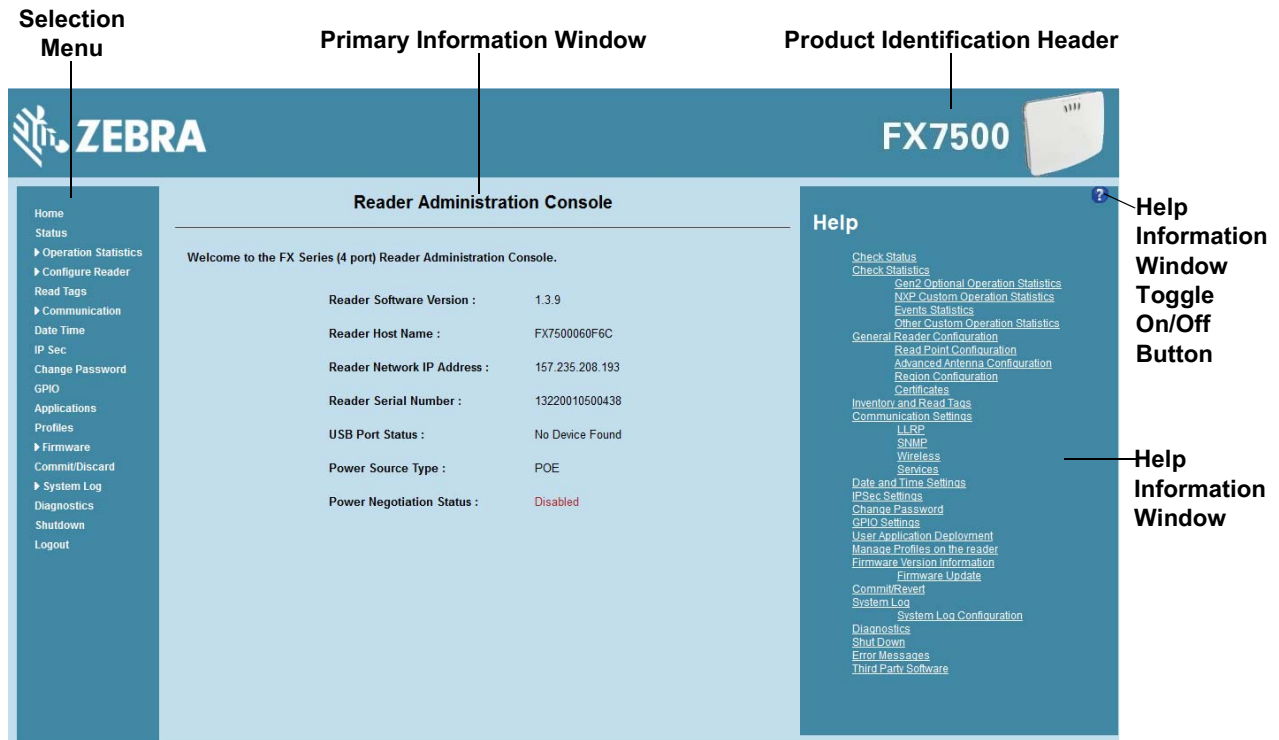 Selection
Menu
Primary Information Window
Product Identification Header
ZEBRA
FX7500
Home
Status
Operation Statistics
Configure Reader
Read Tags
Communication
Date Time
IP Sec
Change Password
GPIO
Applications
Profiles
Firmware
Commit/Discard
System Log
Diagnostics
Shutdown
Logout
Reader Administration Console
Welcome to the FX Series (4 port) Reader Administration Console.
Reader Software Version : 1.3.9
Reader Host Name : FX7500060F6C
Reader Network IP Address : 157.235.208.193
Reader Serial Number : 13220010500438
USB Port Status : No Device Found
Power Source Type : POE
Power Negotiation Status : Disabled
?
Help
Check Status
Check Statistics
Gen2 Optional Operation Statistics
NXP Custom Operation Statistics
Events Statistics
Other Custom Operation Statistics
General Reader Configuration
Read Point Configuration
Advanced Antenna Configuration
Region Configuration
Certificates
Inventory and Read Tags
Communication Settings
LLRP
SNMP
Wireless
Services
Date and Time Settings
IPSec Settings
Change Password
GPIO Settings
User Application Deployment
Manage Profiles on the reader
Firmware Version Information
Firmware Update
Commit/Revert
System Log
System Log Configuration
Diagnostics
Shut Down
Error Messages
Third Party Software
Help
Information
Window
Toggle
On/Off
Button
Help
Information
Window